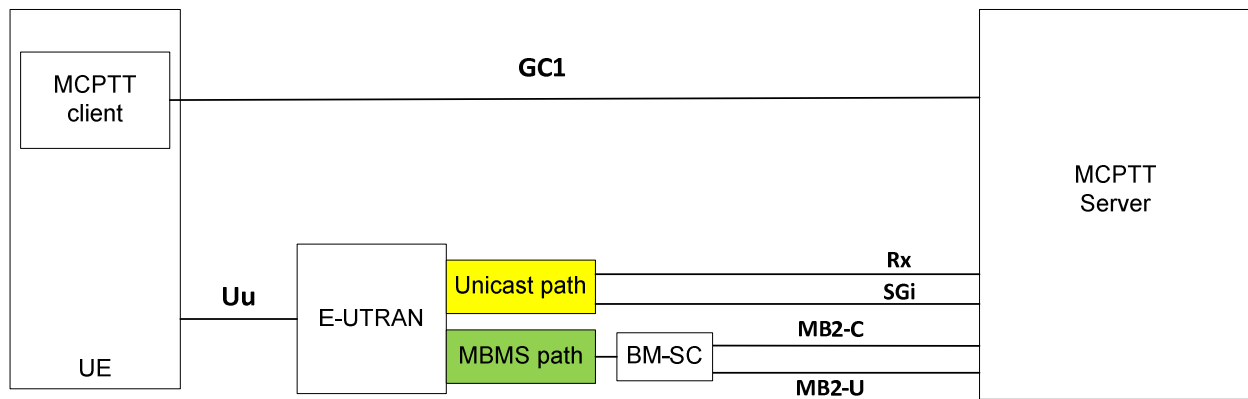 GC1
MCPTT
client
MCPTT
Server
Rx
Unicast path
SGi
Uu
E-UTRAN
MB2-C
MBMS path
BM-SC
UE
MB2-U